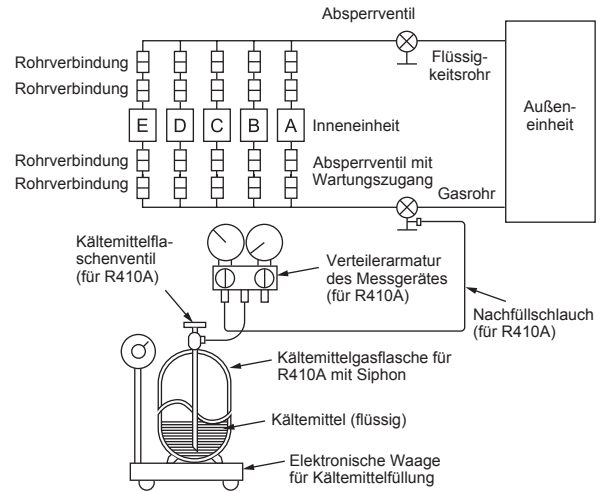 Absperrventil
Flüssig-
keitsrohr
Außen-
einheit
Rohrverbindung
Rohrverbindung
E D C B A
Inneneinheit
Rohrverbindung
Rohrverbindung
Absperrventil mit
Wartungszugang
Gasrohr
Kältemittelfla-
schenventil
(für R410A)
Verteilerarmatur
des Messgerätes
(für R410A)
Nachfüllschlauch
(für R410A)
Kältemittelgasflasche für
R410A mit Siphon
Kältemittel (flüssig)
Elektronische Waage
für Kältemittelfüllung